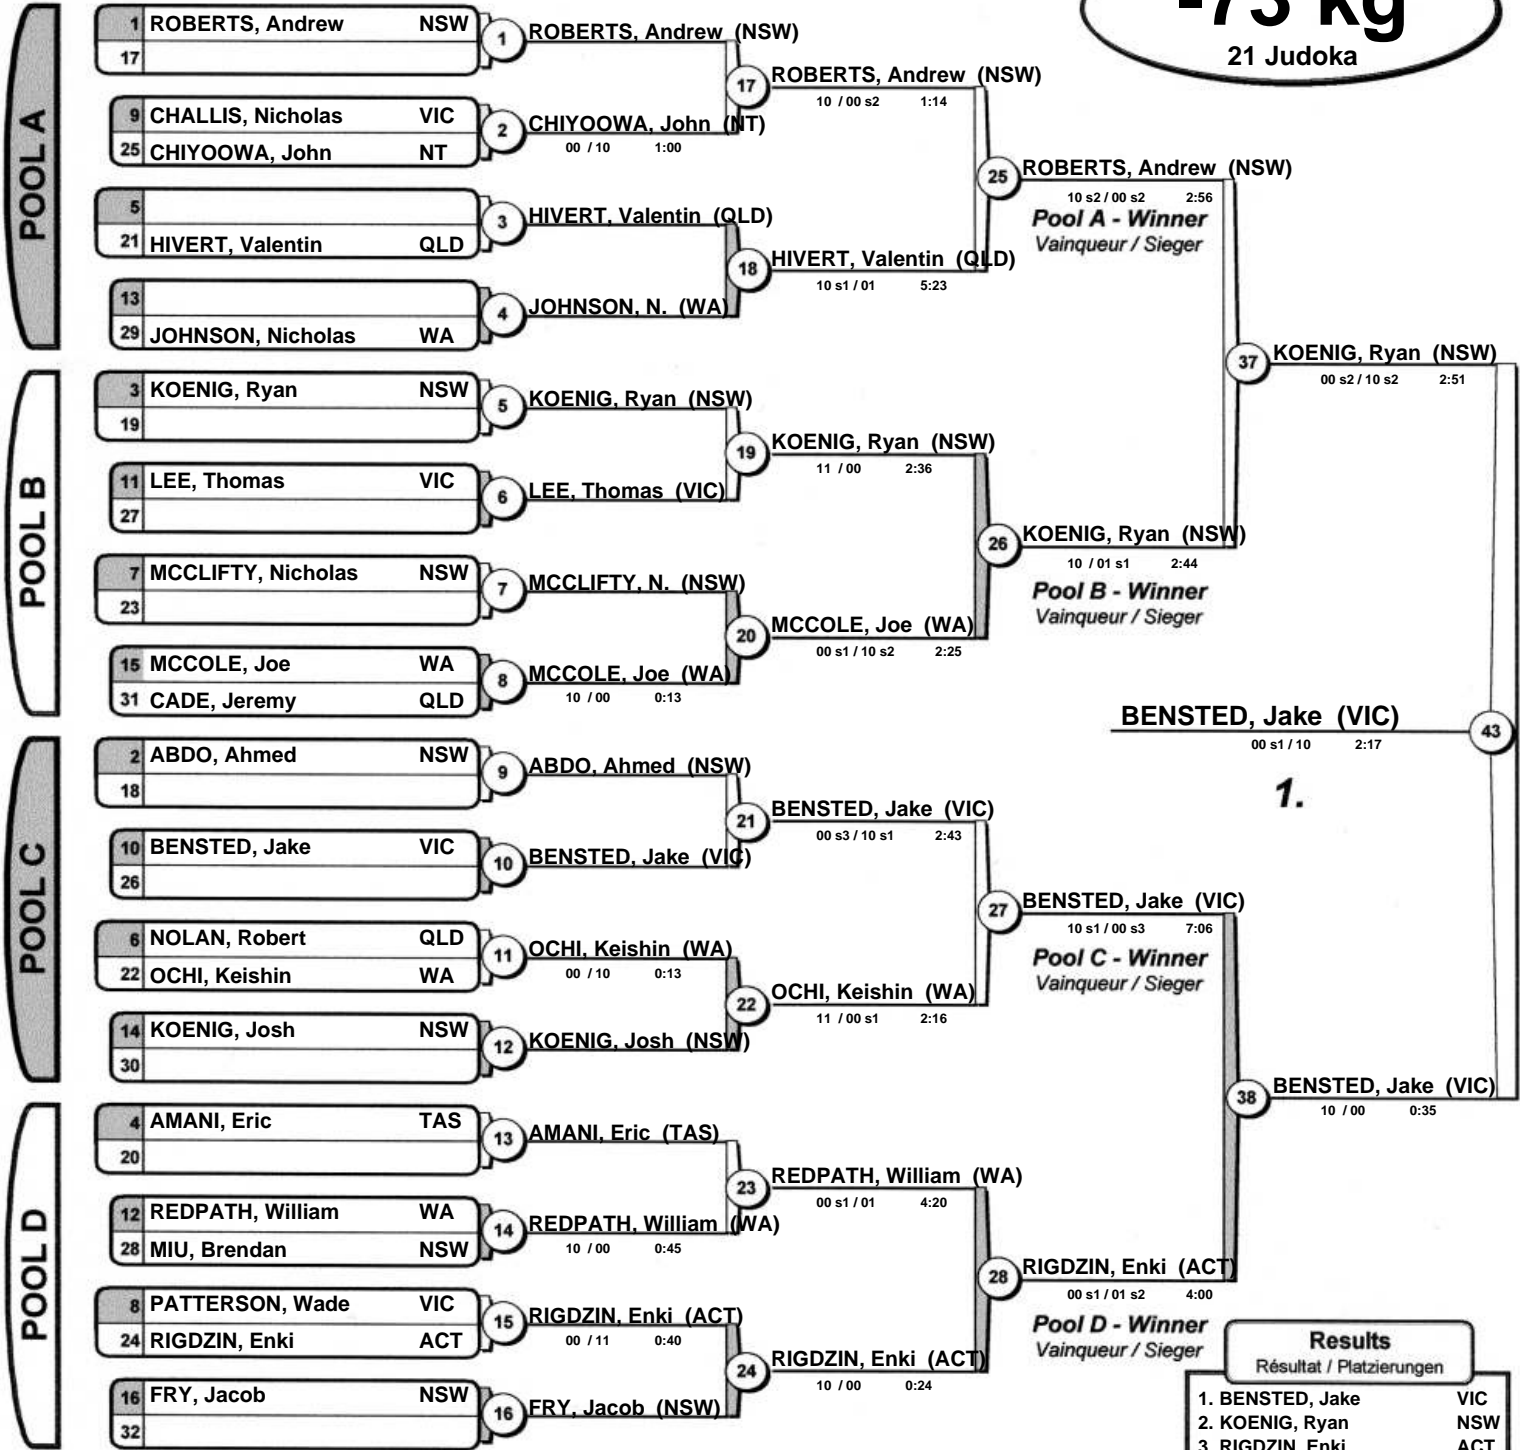 -73 kg
21 Judoka
POOL A
1 ROBERTS, Andrew NSW
17
9 CHALLIS, Nicholas VIC
25 CHIYOOWA, John NT
5
21 HIVERT, Valentin QLD
13
29 JOHNSON, Nicholas WA
POOL B
3 KOENIG, Ryan NSW
19
11 LEE, Thomas VIC
27
7 MCCLIFTY, Nicholas NSW
23
15 MCCOLE, Joe WA
31 CADE, Jeremy QLD
POOL C
2 ABDO, Ahmed NSW
18
10 BENSTED, Jake VIC
26
6 NOLAN, Robert QLD
22 OCHI, Keishin WA
14 KOENIG, Josh NSW
30
POOL D
4 AMANI, Eric TAS
20
12 REDPATH, William WA
28 MIU, Brendan NSW
8 PATTERSON, Wade VIC
24 RIGDZIN, Enki ACT
16 FRY, Jacob NSW
32
1 ROBERTS, Andrew (NSW)
2 CHIYOOWA, John (NT)
00 / 10 1:00
3 HIVERT, Valentin (QLD)
4 JOHNSON, N. (WA)
5 KOENIG, Ryan (NSW)
6 LEE, Thomas (VIC)
7 MCCLIFTY, N. (NSW)
8 MCCOLE, Joe (WA)
10 / 00 0:13
9 ABDO, Ahmed (NSW)
10 BENSTED, Jake (VIC)
11 OCHI, Keishin (WA)
00 / 10 0:13
12 KOENIG, Josh (NSW)
13 AMANI, Eric (TAS)
14 REDPATH, William (WA)
10 / 00 0:45
15 RIGDZIN, Enki (ACT)
00 / 11 0:40
16 FRY, Jacob (NSW)
17 ROBERTS, Andrew (NSW)
10 / 00 s2 1:14
18 HIVERT, Valentin (QLD)
10 s1 / 01 5:23
19 KOENIG, Ryan (NSW)
11 / 00 2:36
20 MCCOLE, Joe (WA)
00 s1 / 10 s2 2:25
21 BENSTED, Jake (VIC)
00 s3 / 10 s1 2:43
22 OCHI, Keishin (WA)
11 / 00 s1 2:16
23 REDPATH, William (WA)
00 s1 / 01 4:20
24 RIGDZIN, Enki (ACT)
10 / 00 0:24
25 ROBERTS, Andrew (NSW)
10 s2 / 00 s2 2:56
Pool A - Winner
Vainqueur / Sieger
26 KOENIG, Ryan (NSW)
10 / 01 s1 2:44
Pool B - Winner
Vainqueur / Sieger
27 BENSTED, Jake (VIC)
10 s1 / 00 s3 7:06
Pool C - Winner
Vainqueur / Sieger
28 RIGDZIN, Enki (ACT)
00 s1 / 01 s2 4:00
Pool D - Winner
Vainqueur / Sieger
37 KOENIG, Ryan (NSW)
00 s2 / 10 s2 2:51
38 BENSTED, Jake (VIC)
10 / 00 0:35
BENSTED, Jake (VIC) 43
00 s1 / 10 2:17
1.
Results
Résultat / Platzierungen
1. BENSTED, Jake VIC
2. KOENIG, Ryan NSW
3. RIGDZIN, Enki ACT